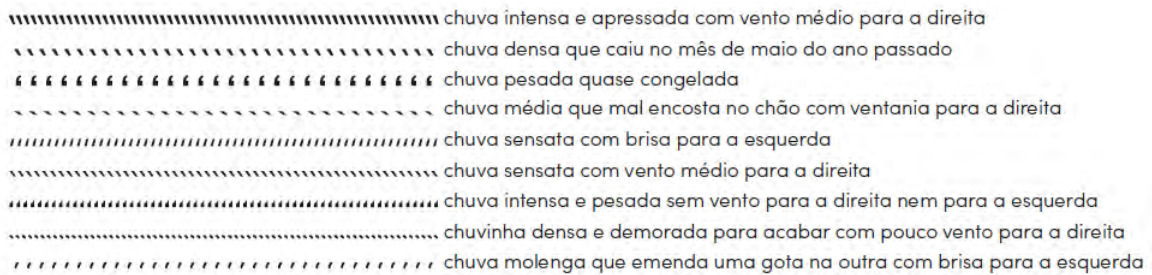 chuva intensa e apressada com vento médio para a direita
chuva densa que caiu no mês de maio do ano passado
chuva pesada quase congelada
chuva média que mal encosta no chão com ventania para a direita
chuva sensata com brisa para a esquerda
chuva sensata com vento médio para a direita
chuva intensa e pesada sem vento para a direita nem para a esquerda
chuvinha densa e demorada para acabar com pouco vento para a direita
chuva molenga que emenda uma gota na outra com brisa para a esquerda